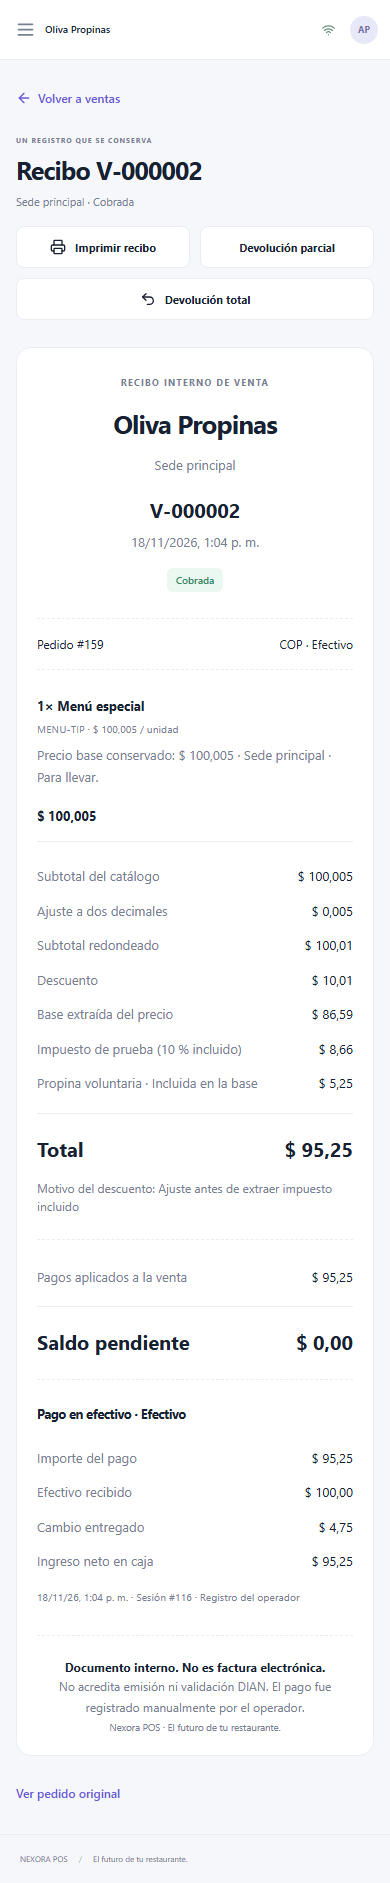 Oliva Propinas
AP
Volver a ventas
UN REGISTRO QUE SE CONSERVA
Recibo V-000002
Sede principal · Cobrada
Imprimir recibo
Devolución parcial
Devolución total
RECIBO INTERNO DE VENTA
Oliva Propinas
Sede principal
V-000002
18/11/2026, 1:04 p. m.
Cobrada
Pedido #159 COP · Efectivo
1× Menú especial
MENU-TIP · $ 100,005 / unidad
Precio base conservado: $ 100,005 · Sede principal ·
Para llevar.
$ 100,005
Subtotal del catálogo $ 100,005
Ajuste a dos decimales $ 0,005
Subtotal redondeado $ 100,01
Descuento $ 10,01
Base extraída del precio $ 86,59
Impuesto de prueba (10 % incluido) $ 8,66
Propina voluntaria · Incluida en la base $ 5,25
Total $ 95,25
Motivo del descuento: Ajuste antes de extraer impuesto
incluido
Pagos aplicados a la venta $ 95,25
Saldo pendiente $ 0,00
Pago en efectivo · Efectivo
Importe del pago $ 95,25
Efectivo recibido $ 100,00
Cambio entregado $ 4,75
Ingreso neto en caja $ 95,25
18/11/26, 1:04 p. m. · Sesión #116 · Registro del operador
Documento interno. No es factura electrónica.
No acredita emisión ni validación DIAN. El pago fue
registrado manualmente por el operador.
Nexora POS · El futuro de tu restaurante.
Ver pedido original
NEXORA POS / El futuro de tu restaurante.